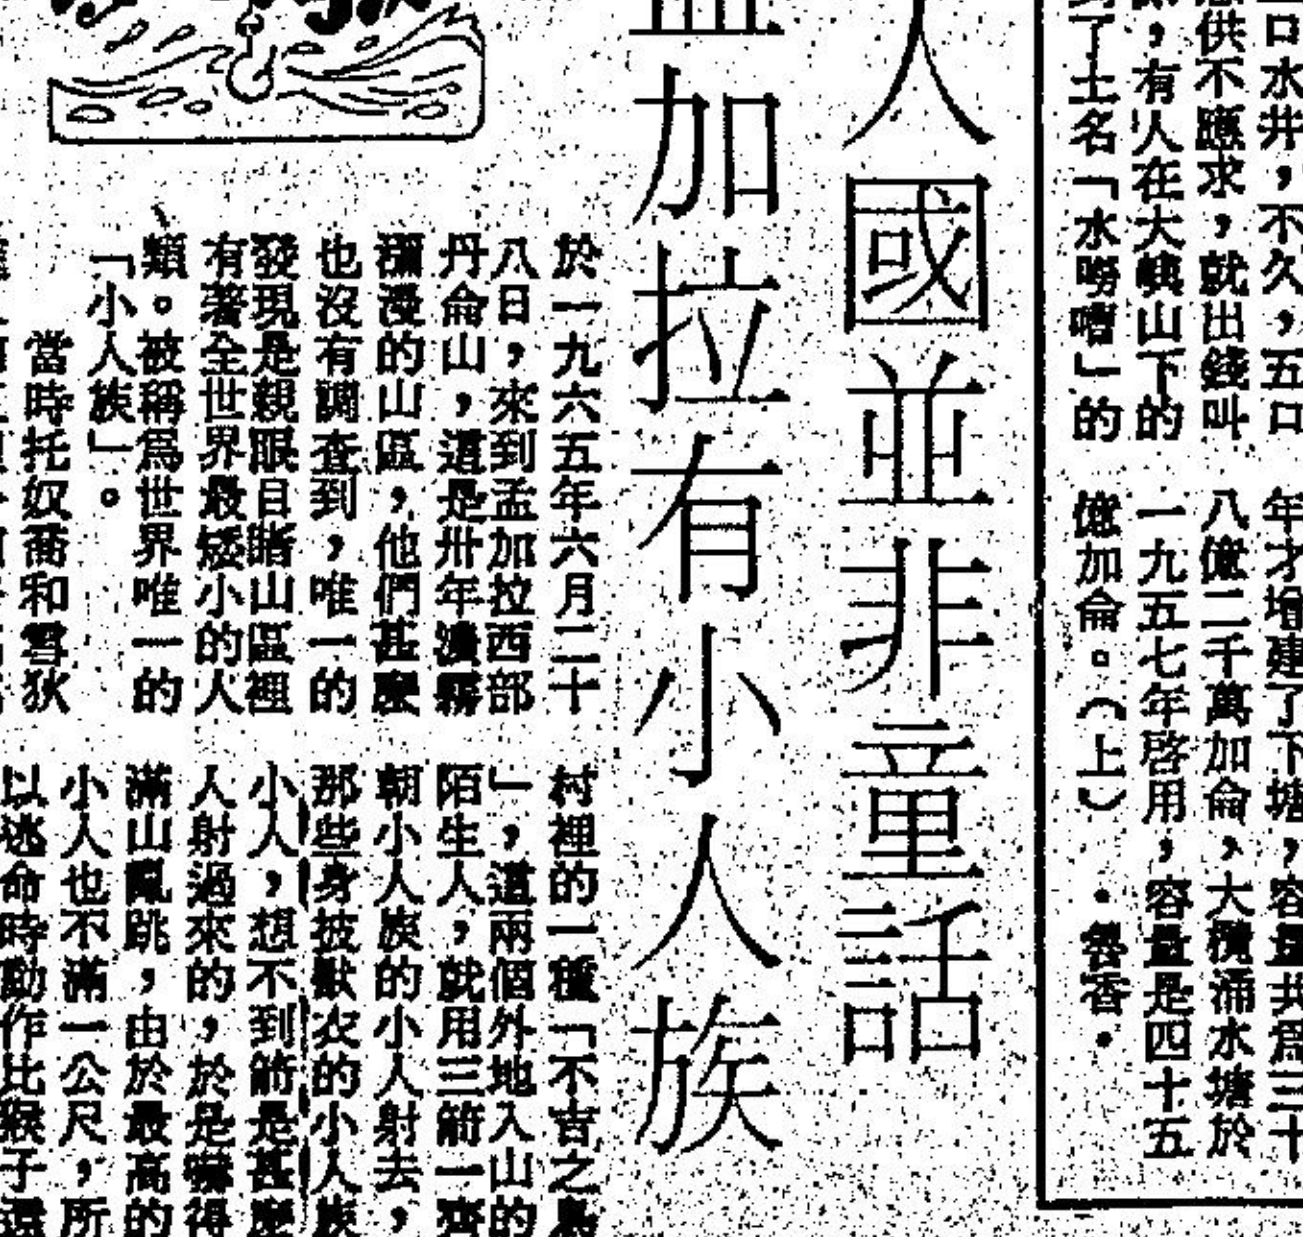 口水井，不久，五口
供不應求，就出錢叫
，有人在大嶼山下的
了土名「水嘮嘈」的
年才增建了下塘，容量共爲三十
八億二千萬加侖，大欖涌水塘於
一九五七年啓用，容量是四十五
億加侖。（上）
人國並非童話
孟加拉有小人族
於一九六五年六月二十
八日，來到孟加拉西部
丹侖山，這是卅年濃霧
瀰漫的山區，他們甚麼
也沒有調查到，唯一的
發現是親眼目睹山區裡
有著全世界最矮小的人
類。被稱爲世界唯一的
「小人族」。
當時托奴喬和雪狄
村裡的一種「不吉之
」，這兩個外地入山的
陌生人，就用三箭一齊
朝小人族的小人射去，
那些身披獸衣的小人族
小人，想不到箭是甚麼
人射過來的，於是嚇得
滿山亂跳，由於最高的
小人也不滿一公尺，所
以逃命時動作比猴子還